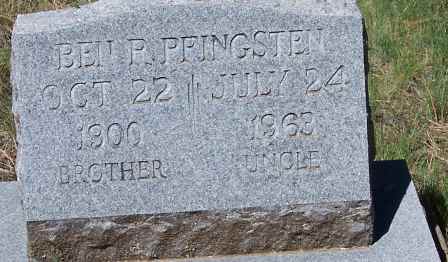 BEN R. PFINGSTEN
OCT 22 JULY 24
1900 1963
BROTHER UNCLE